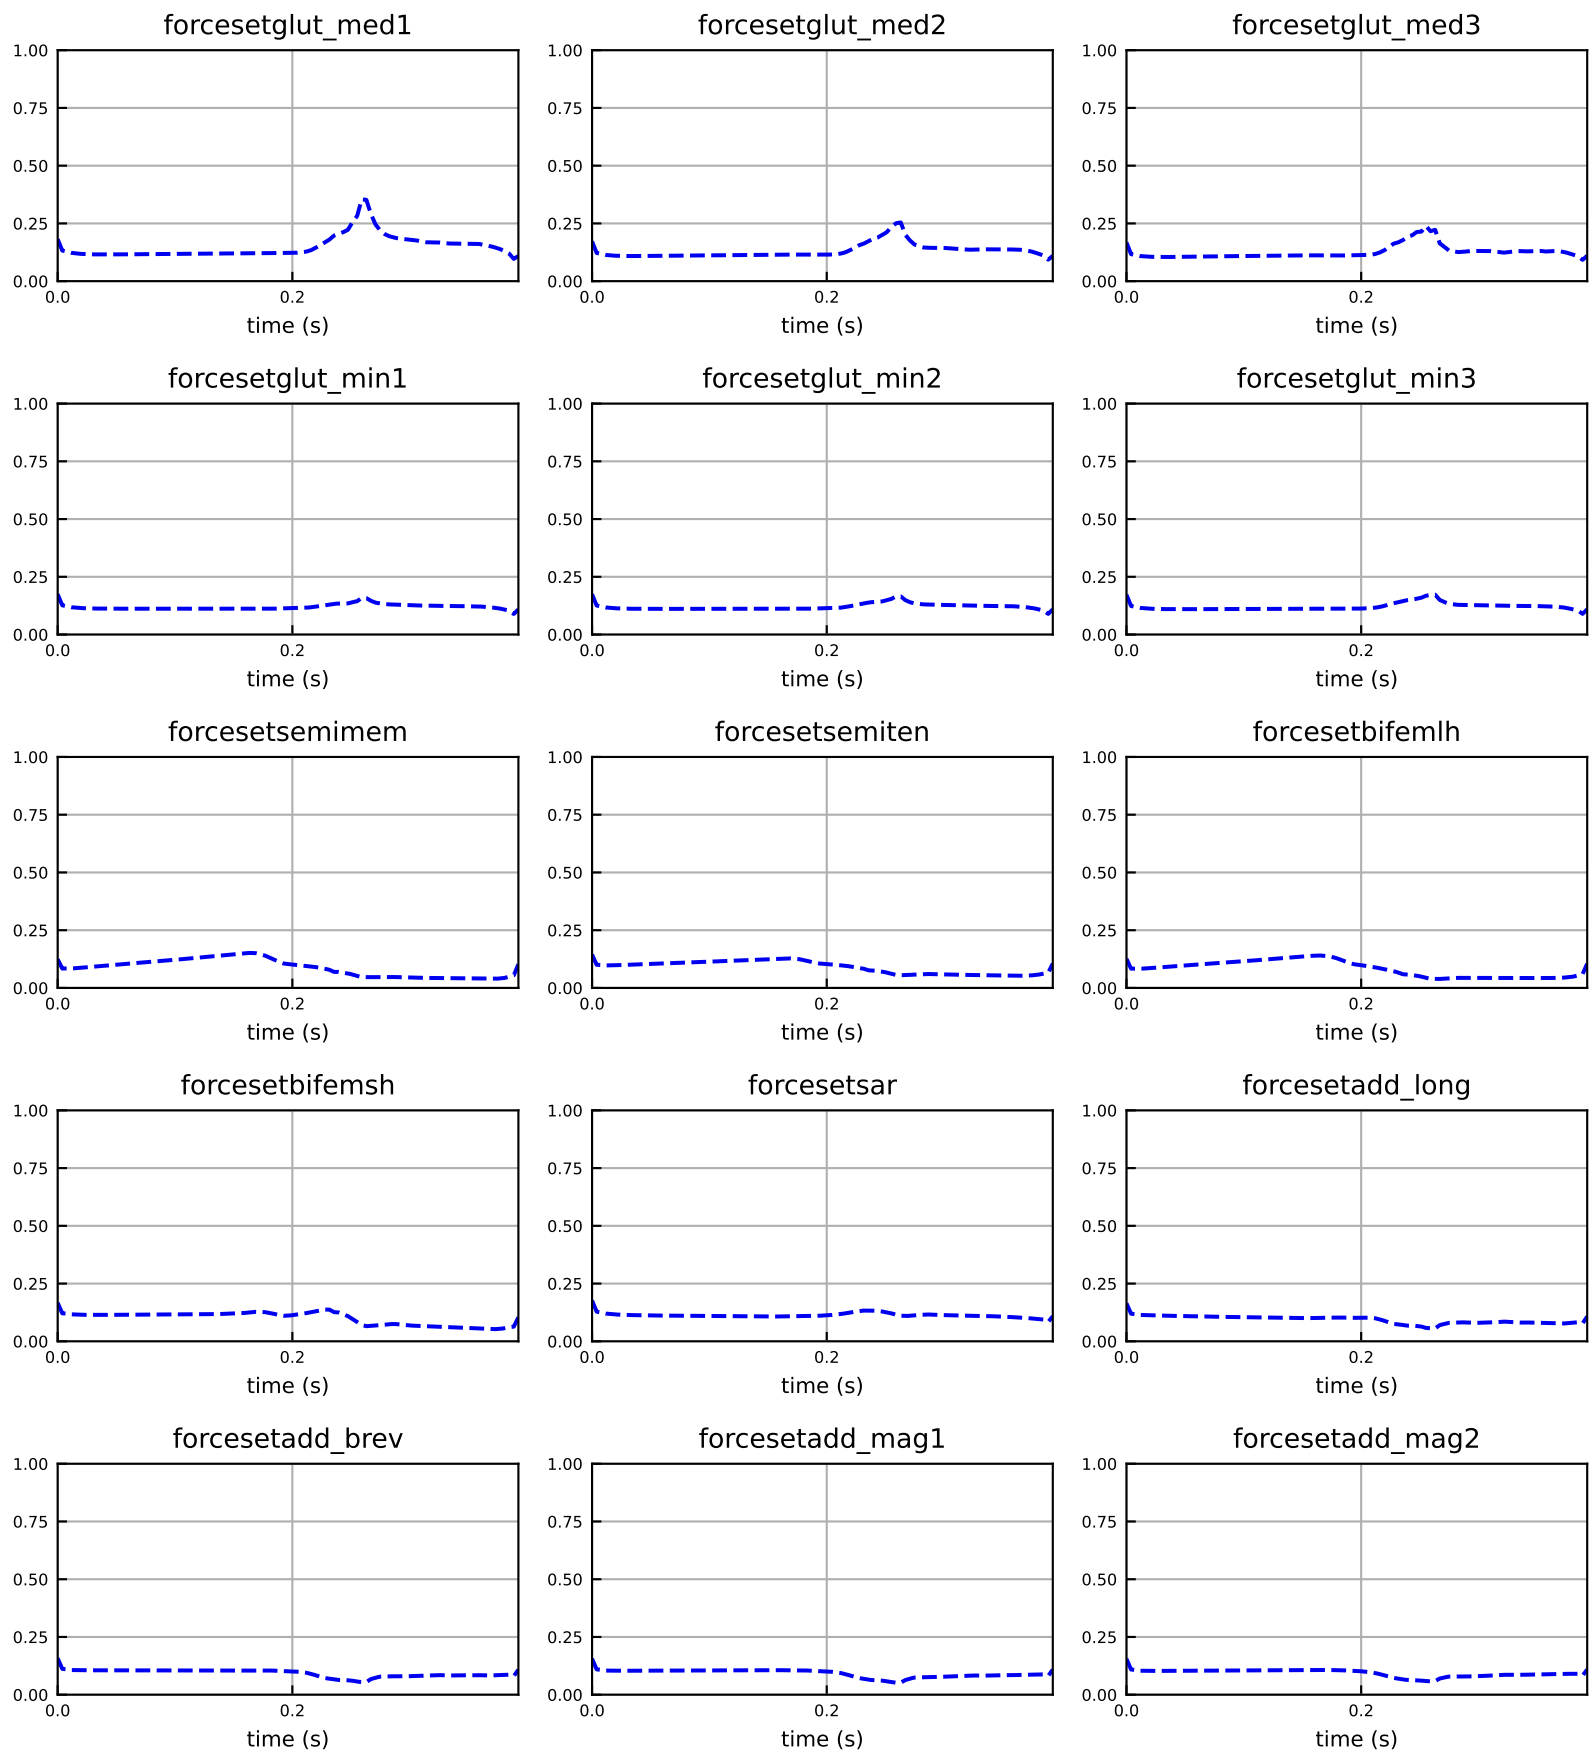 forcesetglut_med1 forcesetglut_med2 forcesetglut_med3
1.00 1.00 1.00
0.75 0.75 0.75
0.50 0.50 0.50
0.25 0.25 0.25
0.00 0.00 0.00
0.0 0.2 0.0 0.2 0.0 0.2
time (s) time (s) time (s)
forcesetglut_min1 forcesetglut_min2 forcesetglut_min3
1.00 1.00 1.00
0.75 0.75 0.75
0.50 0.50 0.50
0.25 0.25 0.25
0.00 0.00 0.00
0.0 0.2 0.0 0.2 0.0 0.2
time (s) time (s) time (s)
forcesetsemimem forcesetsemiten forcesetbifemlh
1.00 1.00 1.00
0.75 0.75 0.75
0.50 0.50 0.50
0.25 0.25 0.25
0.00 0.00 0.00
0.0 0.2 0.0 0.2 0.0 0.2
time (s) time (s) time (s)
forcesetbifemsh forcesetsar forcesetadd_long
1.00 1.00 1.00
0.75 0.75 0.75
0.50 0.50 0.50
0.25 0.25 0.25
0.00 0.00 0.00
0.0 0.2 0.0 0.2 0.0 0.2
time (s) time (s) time (s)
forcesetadd_brev forcesetadd_mag1 forcesetadd_mag2
1.00 1.00 1.00
0.75 0.75 0.75
0.50 0.50 0.50
0.25 0.25 0.25
0.00 0.00 0.00
0.0 0.2 0.0 0.2 0.0 0.2
time (s) time (s) time (s)